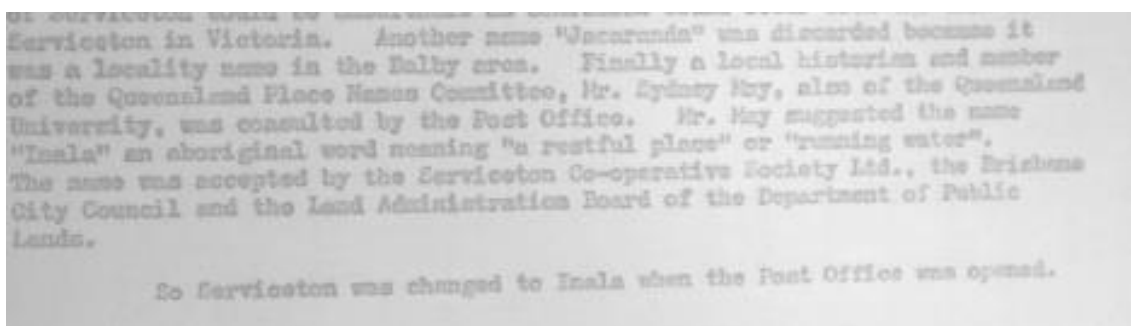 of Serviceton could be
Serviceton in Victoria. Another name "Jacaranda" was discarded because it
was a locality name in the Dalby area. Finally a local historian and member
of the Queensland Place Names Committee, Mr. Sydney May, also of the Queensland
University, was consulted by the Post Office. Mr. May suggested the name
"Inala" an aboriginal word meaning "a restful place" or "running water".
The name was accepted by the Serviceton Co-operative Society Ltd., the Brisbane
City Council and the Land Administration Board of the Department of Public
Lands.
So Serviceton was changed to Inala when the Post Office was opened.